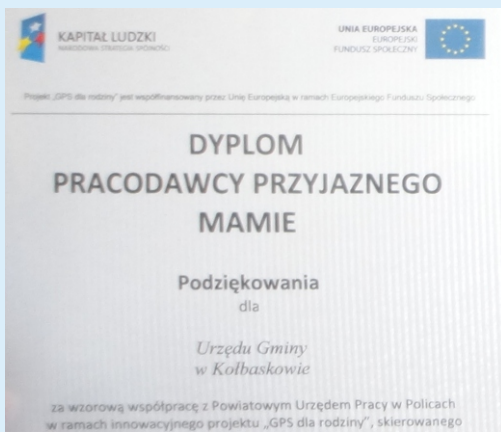 KAPITAŁ LUDZKI
NARODOWA STRATEGIA SPÓJNOŚCI
UNIA EUROPEJSKA
EUROPEJSKI
FUNDUSZ SPOŁECZNY
Projekt „GPS dla rodziny” jest współfinansowany przez Unię Europejską w ramach Europejskiego Funduszu Społecznego
DYPLOM
PRACODAWCY PRZYJAZNEGO
MAMIE
Podziękowania
dla
Urzędu Gminy
w Kołbaskowie
za wzorową współpracę z Powiatowym Urzędem Pracy w Policach
w ramach innowacyjnego projektu „GPS dla rodziny”, skierowanego